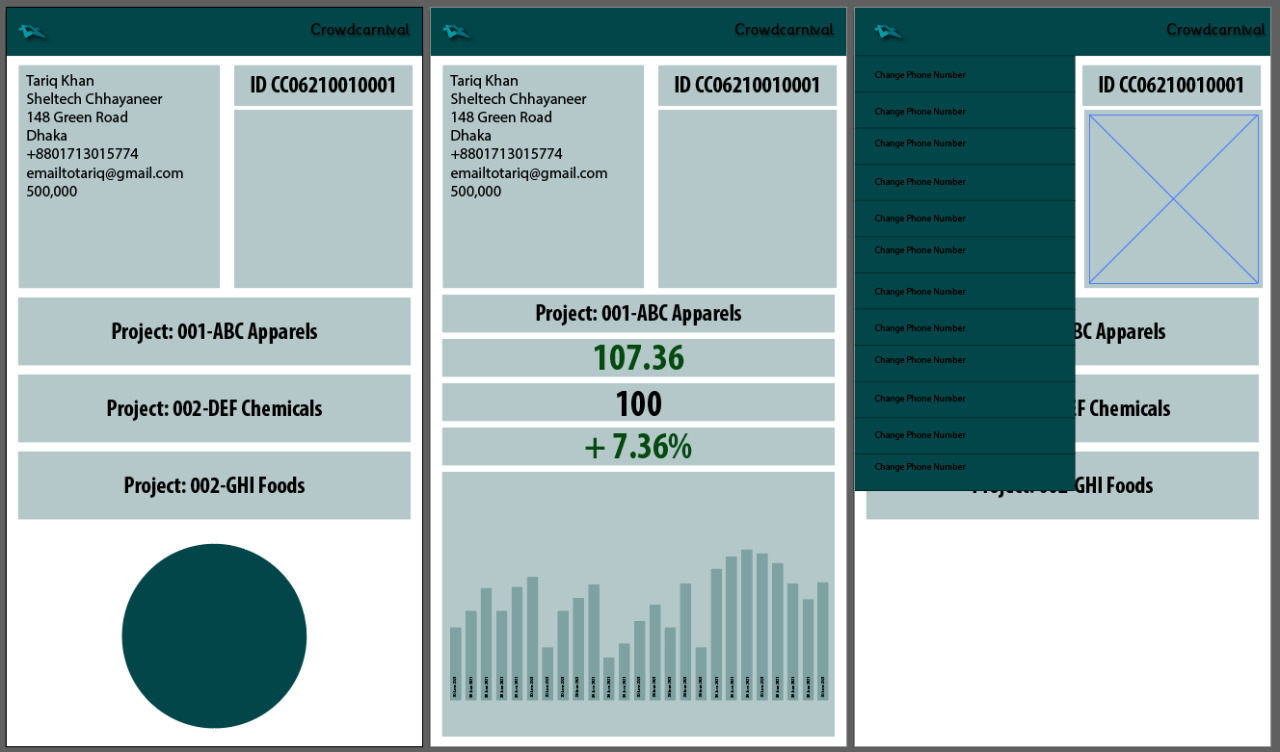 Crowdcarnival
Tariq Khan
Sheltech Chhayaneer
148 Green Road
Dhaka
+8801713015774
emailtotariq@gmail.com
500,000
ID CC06210010001
Project: 001-ABC Apparels
Project: 002-DEF Chemicals
Project: 002-GHI Foods
Crowdcarnival
Tariq Khan
Sheltech Chhayaneer
148 Green Road
Dhaka
+8801713015774
emailtotariq@gmail.com
500,000
ID CC06210010001
Project: 001-ABC Apparels
107.36
100
+ 7.36%
Crowdcarnival
Change Phone Number
Change Phone Number
Change Phone Number
Change Phone Number
Change Phone Number
Change Phone Number
Change Phone Number
Change Phone Number
Change Phone Number
Change Phone Number
Change Phone Number
Change Phone Number
ID CC06210010001
BC Apparels
EF Chemicals
GHI Foods